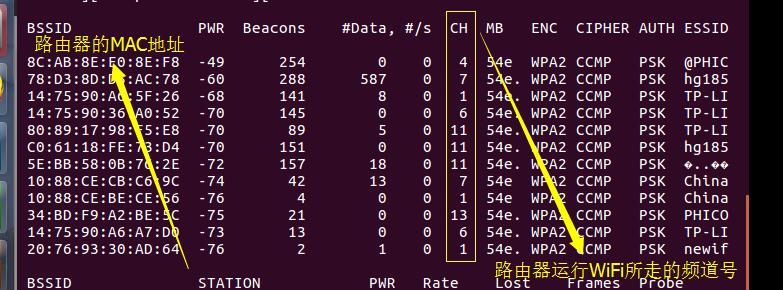 BSSID PWR Beacons #Data, #/s CH MB ENC CIPHER AUTH ESSID
路由器的MAC地址
8C:AB:8E:E0:8E:F8 -49 254 0 0 4 54e WPA2 CCMP PSK @PHIC
78:D3:8D: :AC:78 -60 288 587 0 7 54e. WPA2 CCMP PSK hg185
14:75:90:A6:5F:26 -68 141 8 0 1 54e. WPA2 CCMP PSK TP-LI
14:75:90:36:A0:52 -70 145 0 0 6 54e. WPA2 CCMP PSK TP-LI
80:89:17:98:F5:E8 -70 89 5 0 11 54e. WPA2 CCMP PSK TP-LI
C0:61:18:FE:73:D4 -70 151 0 0 11 54e. WPA2 CCMP PSK hg185
5E:BB:58:0B:7C:2E -72 157 18 0 11 54e. WPA2 CCMP PSK �..��
10:88:CE:CB:C6:9C -74 42 13 0 7 54e WPA2 CCMP PSK China
10:88:CE:BE:CE:56 -76 4 0 0 1 54e WPA2 CCMP PSK China
34:BD:F9:A2:BE:5C -75 21 0 0 13 54e WPA2 CCMP PSK PHICO
14:75:90:A6:A7:D0 -73 13 0 0 6 54e. WPA2 CCMP PSK TP-LI
20:76:93:30:AD:64 -76 2 1 0 1 54e. WPA2 CCMP PSK newif
路由器运行WiFi所走的频道号
BSSID STATION PWR Rate Lost Frames Probe